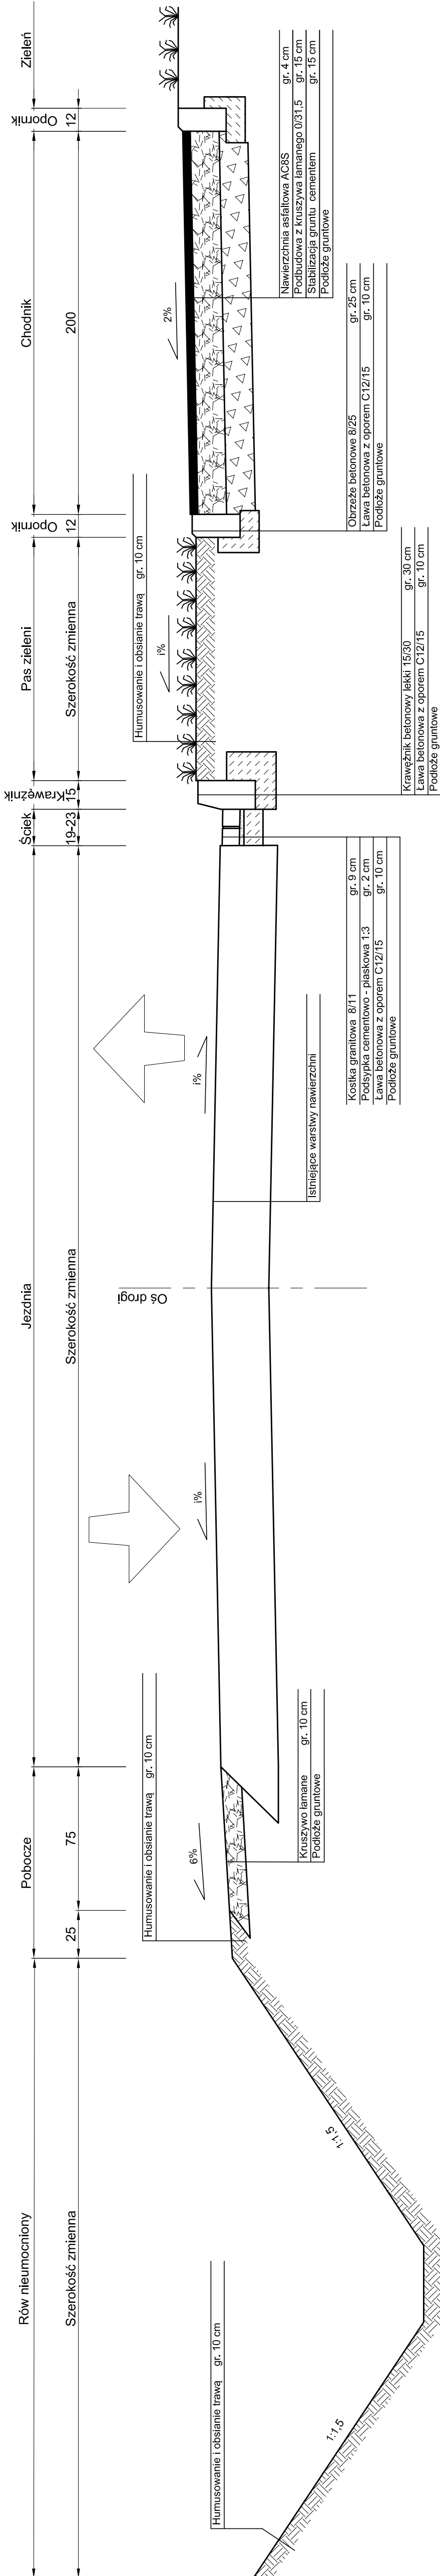 Rów nieumocniony
Pobocze
Jezdnia
Ściek
Krawężnik
Pas zieleni
Opornik
Chodnik
Opornik
Zieleń
Szerokość zmienna
25
75
Szerokość zmienna
19-23
15
Szerokość zmienna
12
200
12
Oś drogi
Humusowanie i obsianie trawą gr. 10 cm
1:1,5
1:1,5
Humusowanie i obsianie trawą gr. 10 cm
6%
Kruszywo łamane gr. 10 cm
Podłoże gruntowe
i%
i%
Istniejące warstwy nawierzchni
Kostka granitowa 8/11 gr. 9 cm
Podsypka cementowo - piaskowa 1:3 gr. 2 cm
Ława betonowa z oporem C12/15 gr. 10 cm
Podłoże gruntowe
Humusowanie i obsianie trawą gr. 10 cm
i%
Krawężnik betonowy lekki 15/30 gr. 30 cm
Ława betonowa z oporem C12/15 gr. 10 cm
Podłoże gruntowe
Obrzeże betonowe 8/25 gr. 25 cm
Ława betonowa z oporem C12/15 gr. 10 cm
Podłoże gruntowe
2%
Nawierzchnia asfaltowa AC8S gr. 4 cm
Podbudowa z kruszywa łamanego 0/31,5 gr. 15 cm
Stabilizacja gruntu cementem gr. 15 cm
Podłoże gruntowe